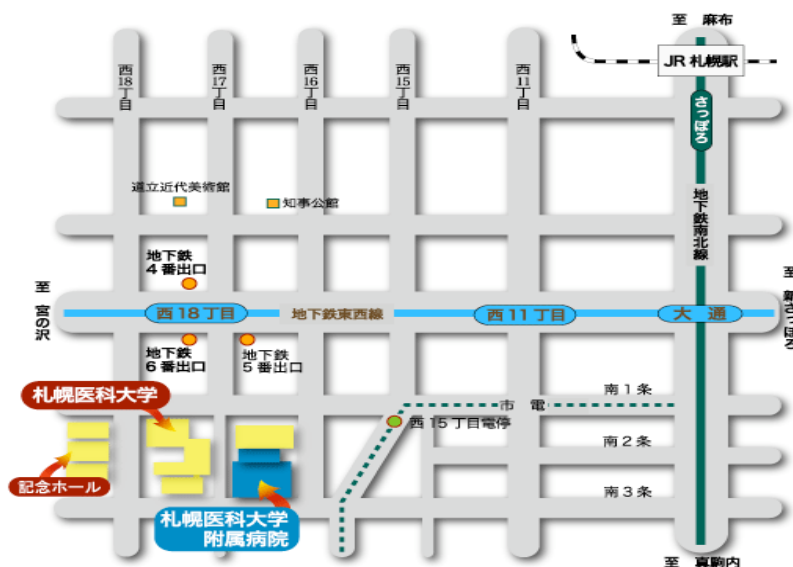 至 麻布
JR 札幌駅
さっぽろ
西18丁目
西17丁目
西16丁目
西15丁目
西11丁目
地下鉄南北線
道立近代美術館
知事公館
地下鉄
4番出口
至 宮の沢
西18丁目
地下鉄東西線
西11丁目
大 通
至 新さっぽろ
地下鉄
6番出口
地下鉄
5番出口
札幌医科大学
市 電
南1条
西15丁目電停
南2条
記念ホール
南3条
札幌医科大学
附属病院
至 真駒内